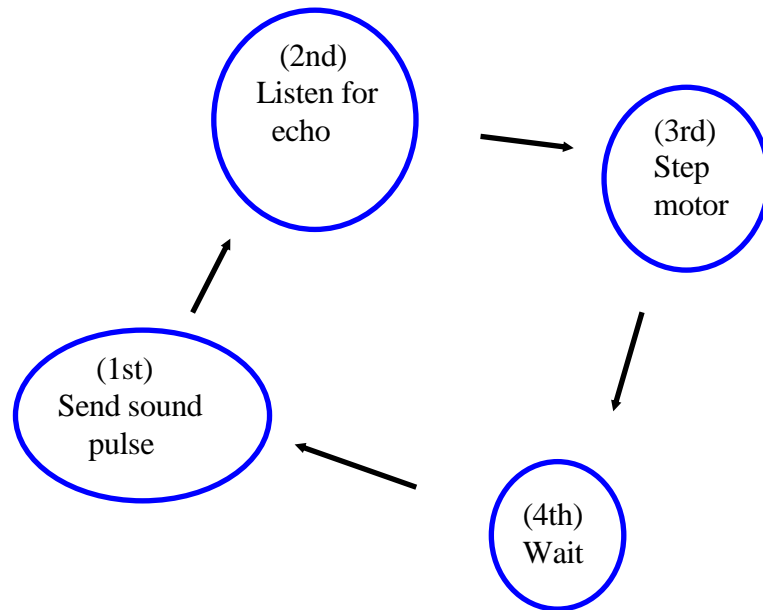 (1st)
Send sound
pulse
(2nd)
Listen for
echo
(3rd)
Step
motor
(4th)
Wait